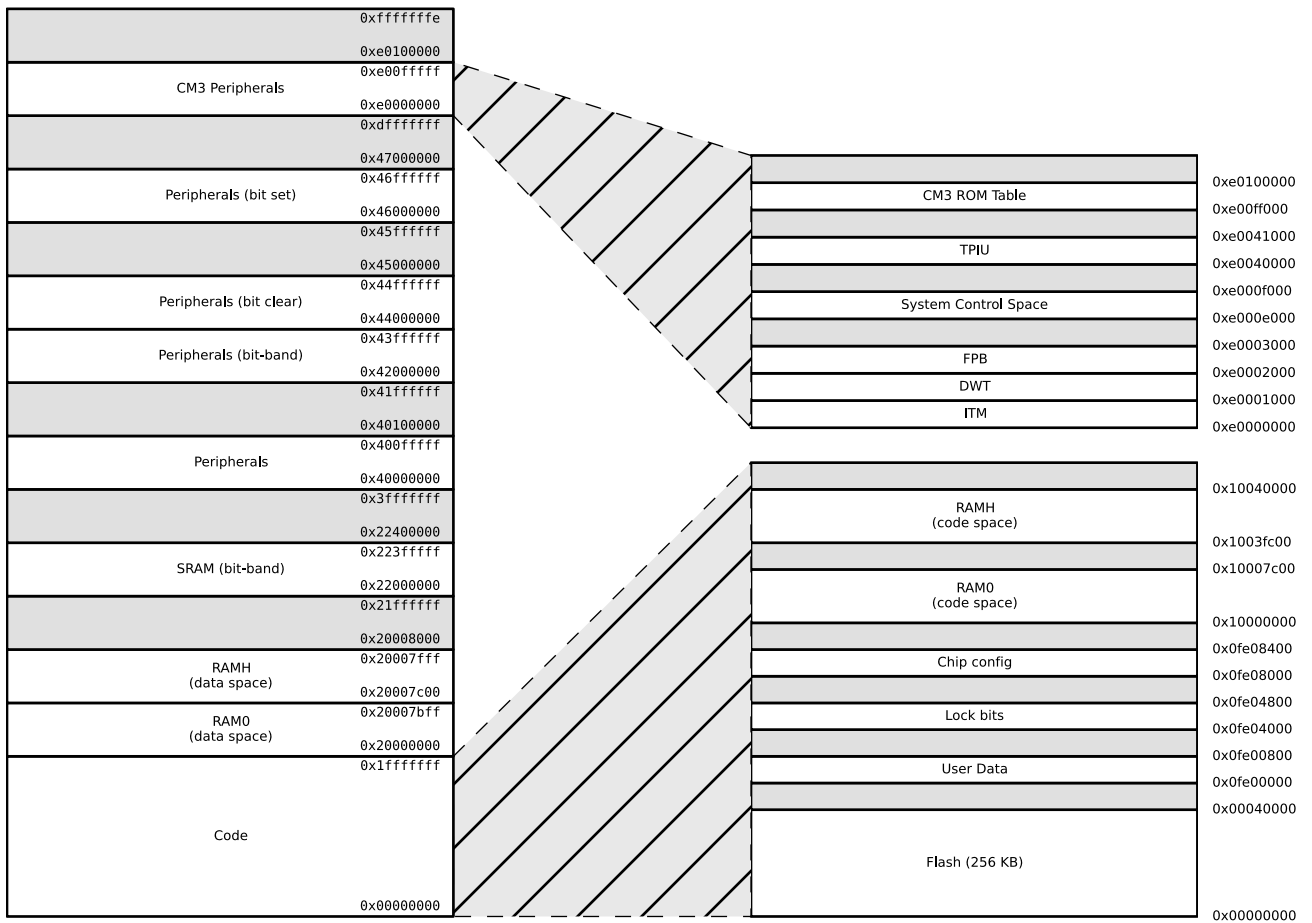 0xfffffffe
0xe0100000
0xe00fffff
CM3 Peripherals
0xe0000000
0xdfffffff
0x47000000
0x46ffffff
Peripherals (bit set)
0x46000000
0x45ffffff
0x45000000
0x44ffffff
Peripherals (bit clear)
0x44000000
0x43ffffff
Peripherals (bit-band)
0x42000000
0x41ffffff
0x40100000
0x400fffff
Peripherals
0x40000000
0x3fffffff
0x22400000
0x223fffff
SRAM (bit-band)
0x22000000
0x21ffffff
0x20008000
0x20007fff
RAMH
(data space)
0x20007c00
0x20007bff
RAM0
(data space)
0x20000000
0x1fffffff
Code
0x00000000
0xe0100000
CM3 ROM Table
0xe00ff000
0xe0041000
TPIU
0xe0040000
0xe000f000
System Control Space
0xe000e000
0xe0003000
FPB
0xe0002000
DWT
0xe0001000
ITM
0xe0000000
0x10040000
RAMH
(code space)
0x1003fc00
0x10007c00
RAM0
(code space)
0x10000000
0x0fe08400
Chip config
0x0fe08000
0x0fe04800
Lock bits
0x0fe04000
0x0fe00800
User Data
0x0fe00000
0x00040000
Flash (256 KB)
0x00000000